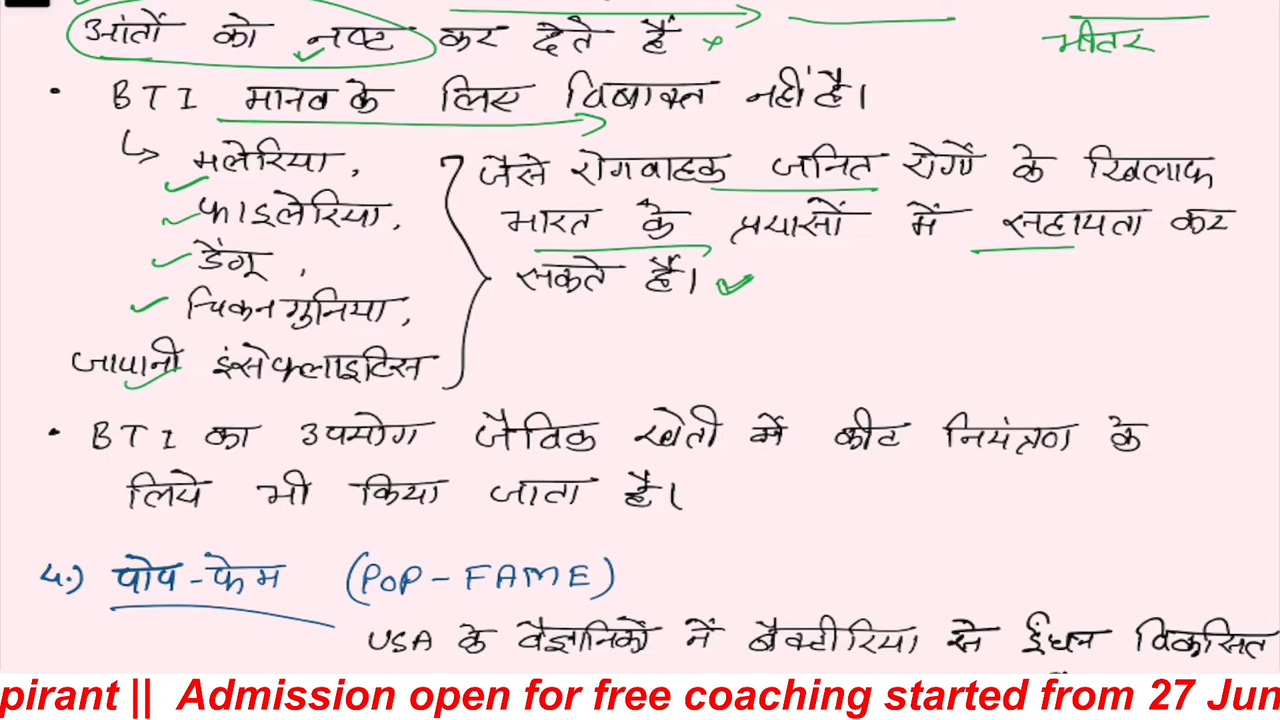 आंतों को नष्ट कर देते हैं
भीतर
• BTI मानव के लिए विषाक्त नहीं है।
मलेरिया,
फाइलेरिया,
डेंगू,
चिकनगुनिया,
जापानी इंसेफ्लाइटिस
जैसे रोगवाहक जनित रोगों के खिलाफ
भारत के प्रयासों में सहायता कर
सकते हैं।
• BTI का उपयोग जैविक खेती में कीट नियंत्रण के
लिये भी किया जाता है।
4.) पोप-फेम (POP-FAME)
USA के वैज्ञानिकों ने बैक्टीरिया से ईंधन विकसित
pirant || Admission open for free coaching started from 27 Jun